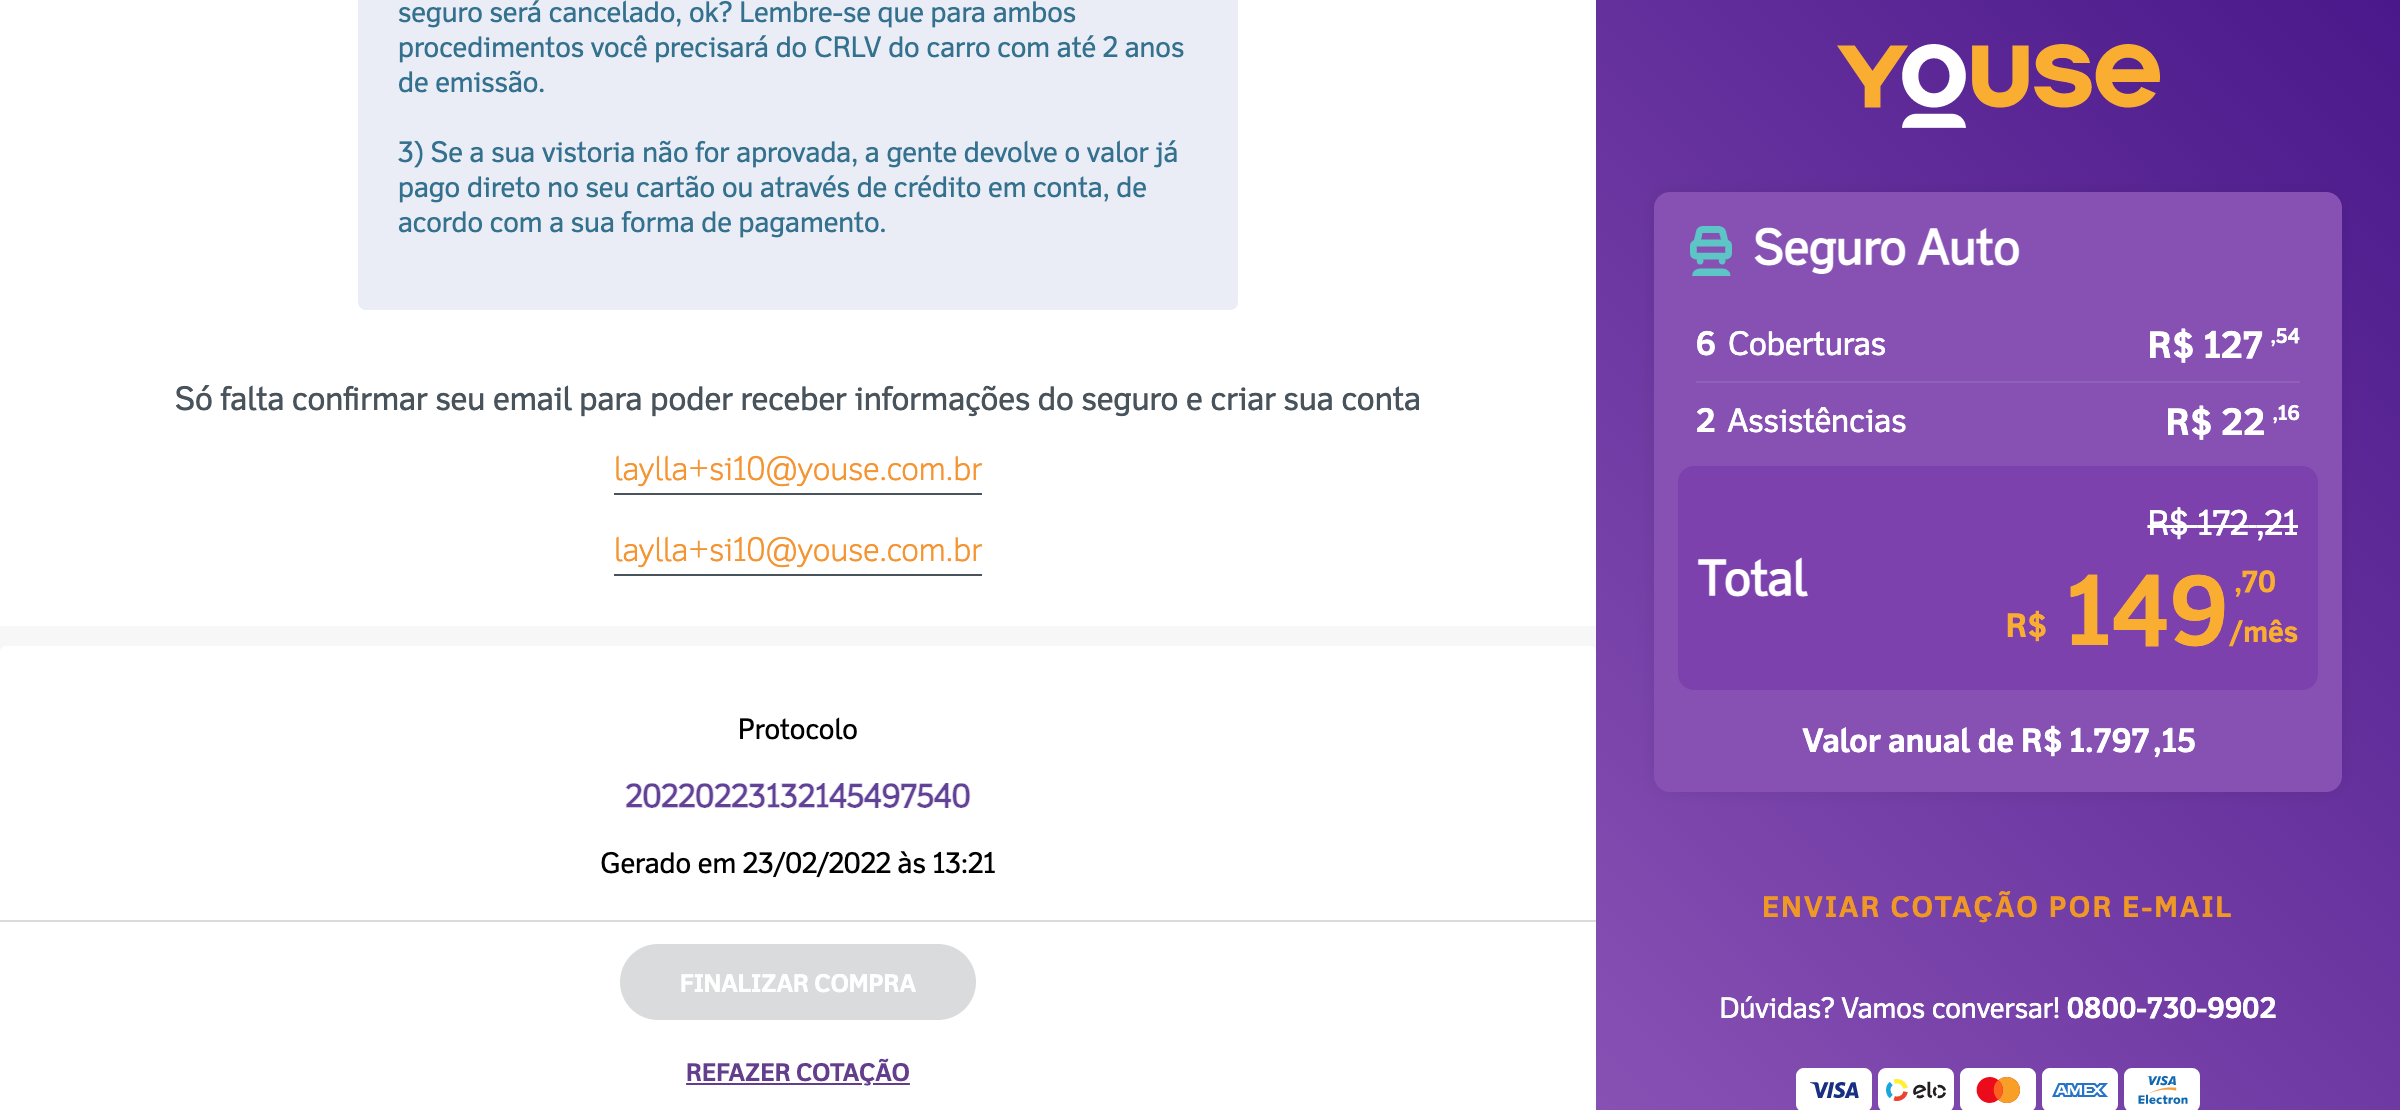 seguro será cancelado, ok? Lembre-se que para ambos
procedimentos você precisará do CRLV do carro com até 2 anos
de emissão.
3) Se a sua vistoria não for aprovada, a gente devolve o valor já
pago direto no seu cartão ou através de crédito em conta, de
acordo com a sua forma de pagamento.
Só falta confirmar seu email para poder receber informações do seguro e criar sua conta
laylla+si10@youse.com.br
laylla+si10@youse.com.br
Protocolo
20220223132145497540
Gerado em 23/02/2022 às 13:21
FINALIZAR COMPRA
REFAZER COTAÇÃO
YOUSE
Seguro Auto
6 Coberturas R$ 127 ,54
2 Assistências R$ 22 ,16
R$ 172 ,21
Total R$ 149 ,70 /mês
Valor anual de R$ 1.797 ,15
ENVIAR COTAÇÃO POR E-MAIL
Dúvidas? Vamos conversar! 0800-730-9902
VISA elo AMEX VISA Electron